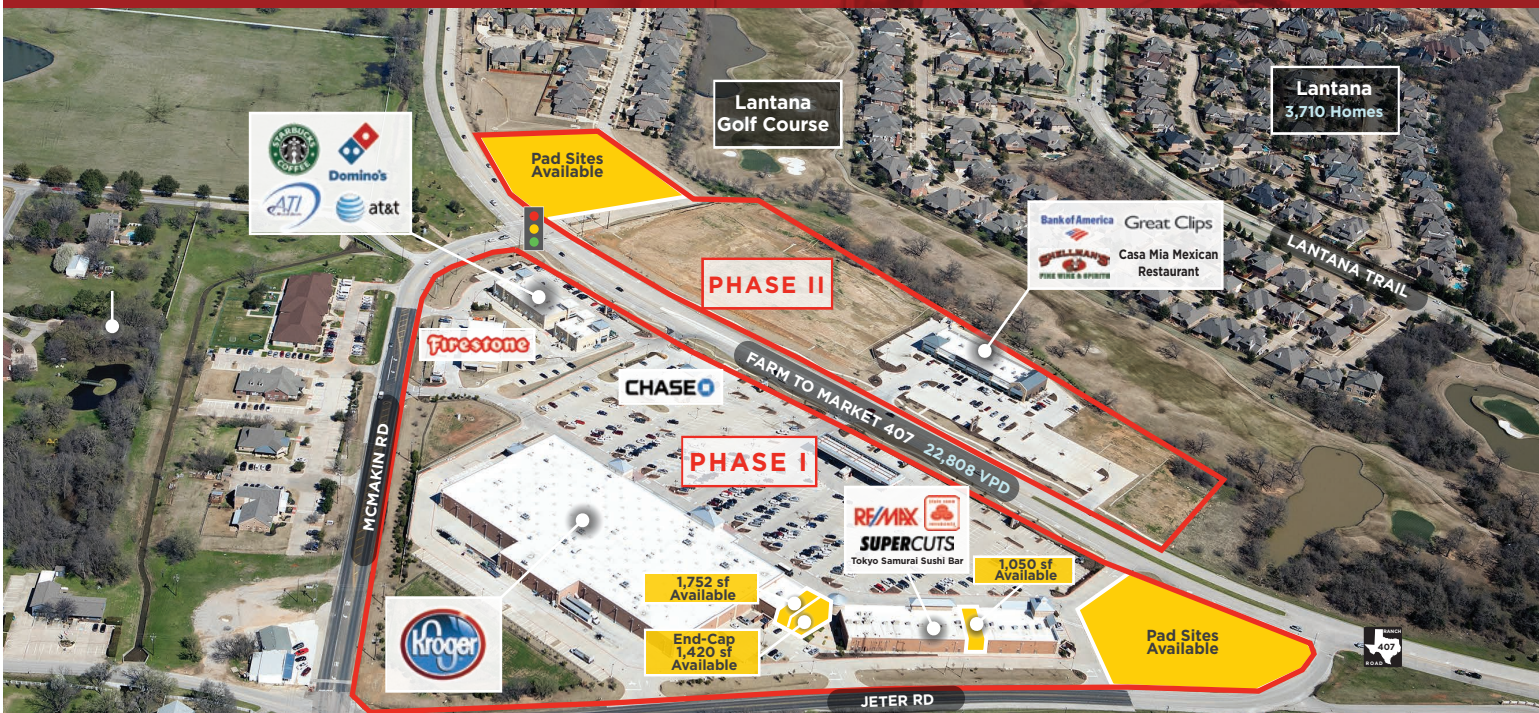 Lantana
Golf Course
Lantana
3,710 Homes
STARBUCKS
COFFEE
Domino's
ATI
at&t
Pad Sites
Available
Bank of America
Great Clips
SHELLMAN'S
FINE WINE & SPIRITS
Casa Mia Mexican
Restaurant
LANTANA TRAIL
PHASE II
Firestone
CHASE
FARM TO MARKET 407 22,808 VPD
MCMAKIN RD
PHASE I
RE/MAX
SUPERCUTS
Tokyo Samurai Sushi Bar
1,050 sf
Available
1,752 sf
Available
End-Cap
1,420 sf
Available
Kroger
Pad Sites
Available
RANCH
407
ROAD
JETER RD